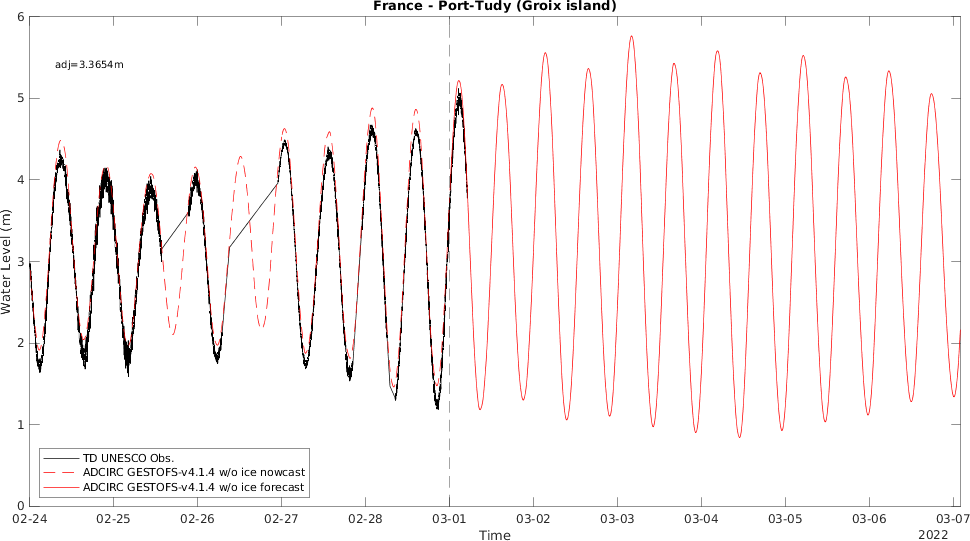 France - Port-Tudy (Groix island)
adj=3.3654m
6
5
4
3
2
1
0
Water Level (m)
TD UNESCO Obs.
ADCIRC GESTOFS-v4.1.4 w/o ice nowcast
ADCIRC GESTOFS-v4.1.4 w/o ice forecast
02-24 02-25 02-26 02-27 02-28 03-01 03-02 03-03 03-04 03-05 03-06 03-07
Time
2022